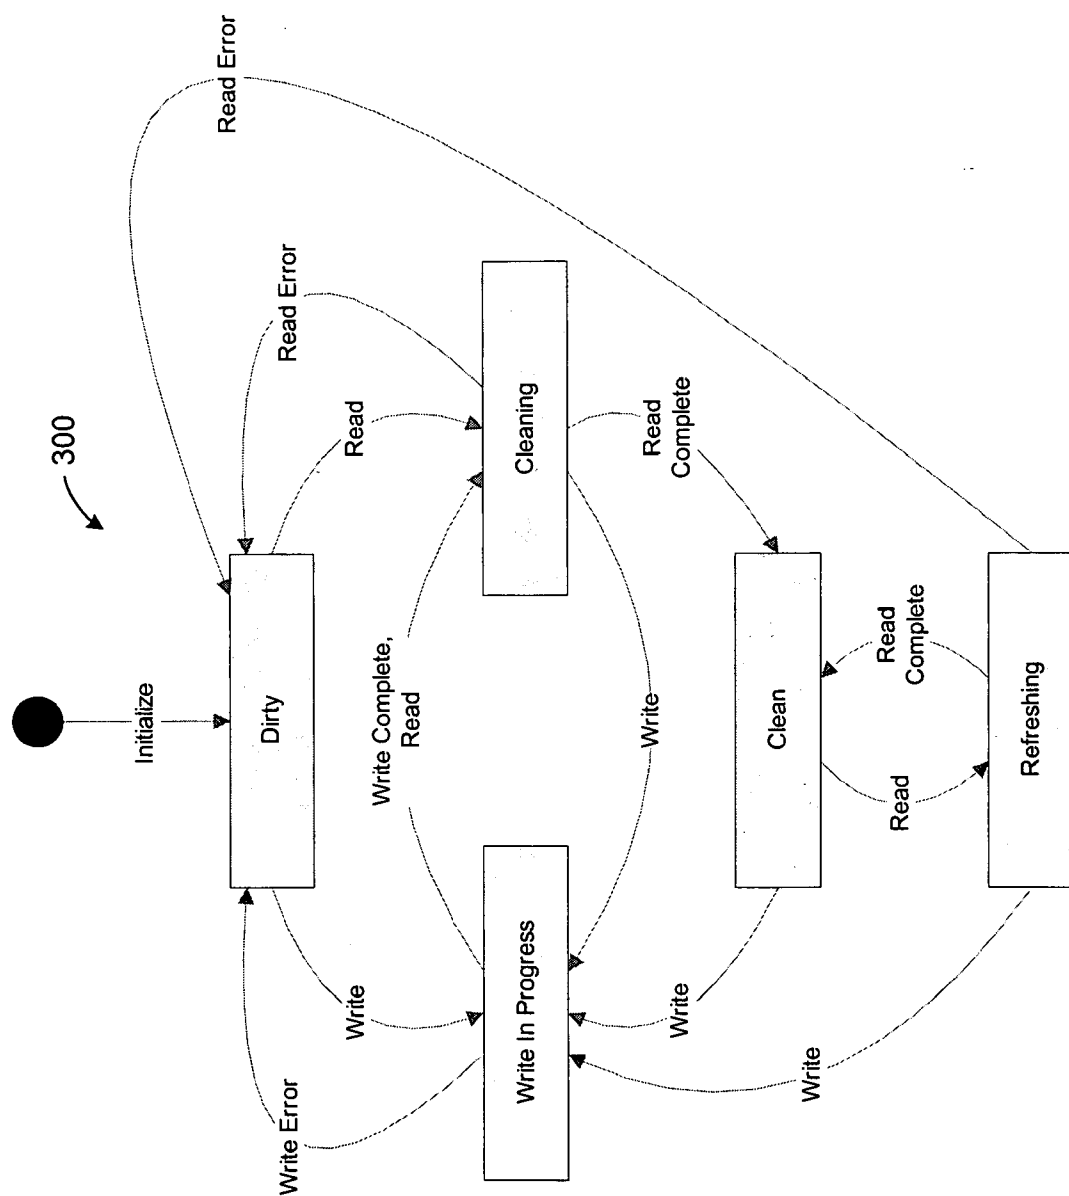 300
Initialize
Dirty
Read Error
Read Error
Read
Write Error
Write
Write Complete,
Read
Cleaning
Write In Progress
Write
Read
Complete
Write
Clean
Write
Read
Read
Complete
Refreshing